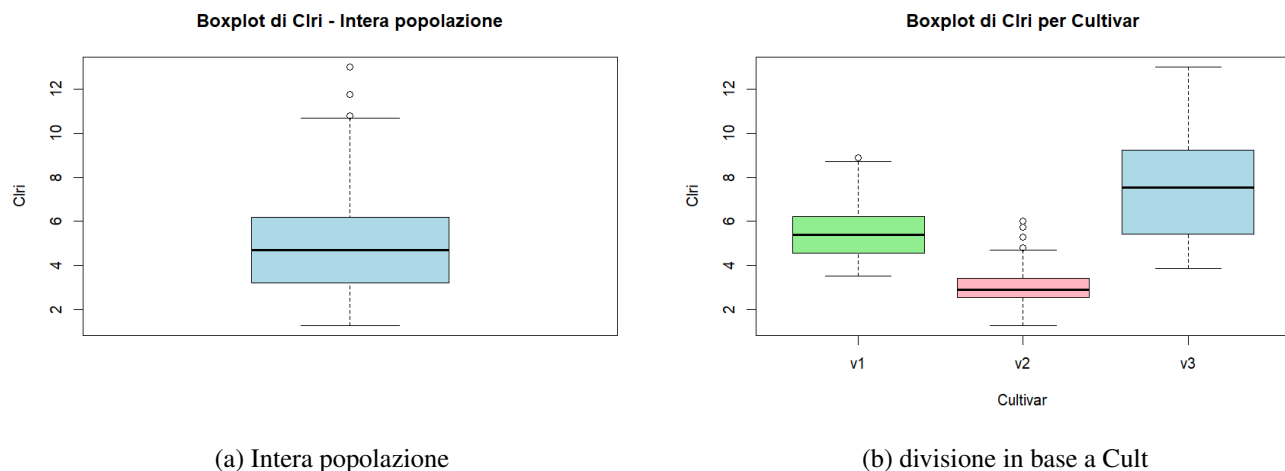 Boxplot di Clri - Intera popolazione
Clri
12
10
8
6
4
2
(a) Intera popolazione
Boxplot di Clri per Cultivar
Clri
12
10
8
6
4
2
v1 v2 v3
Cultivar
(b) divisione in base a Cult